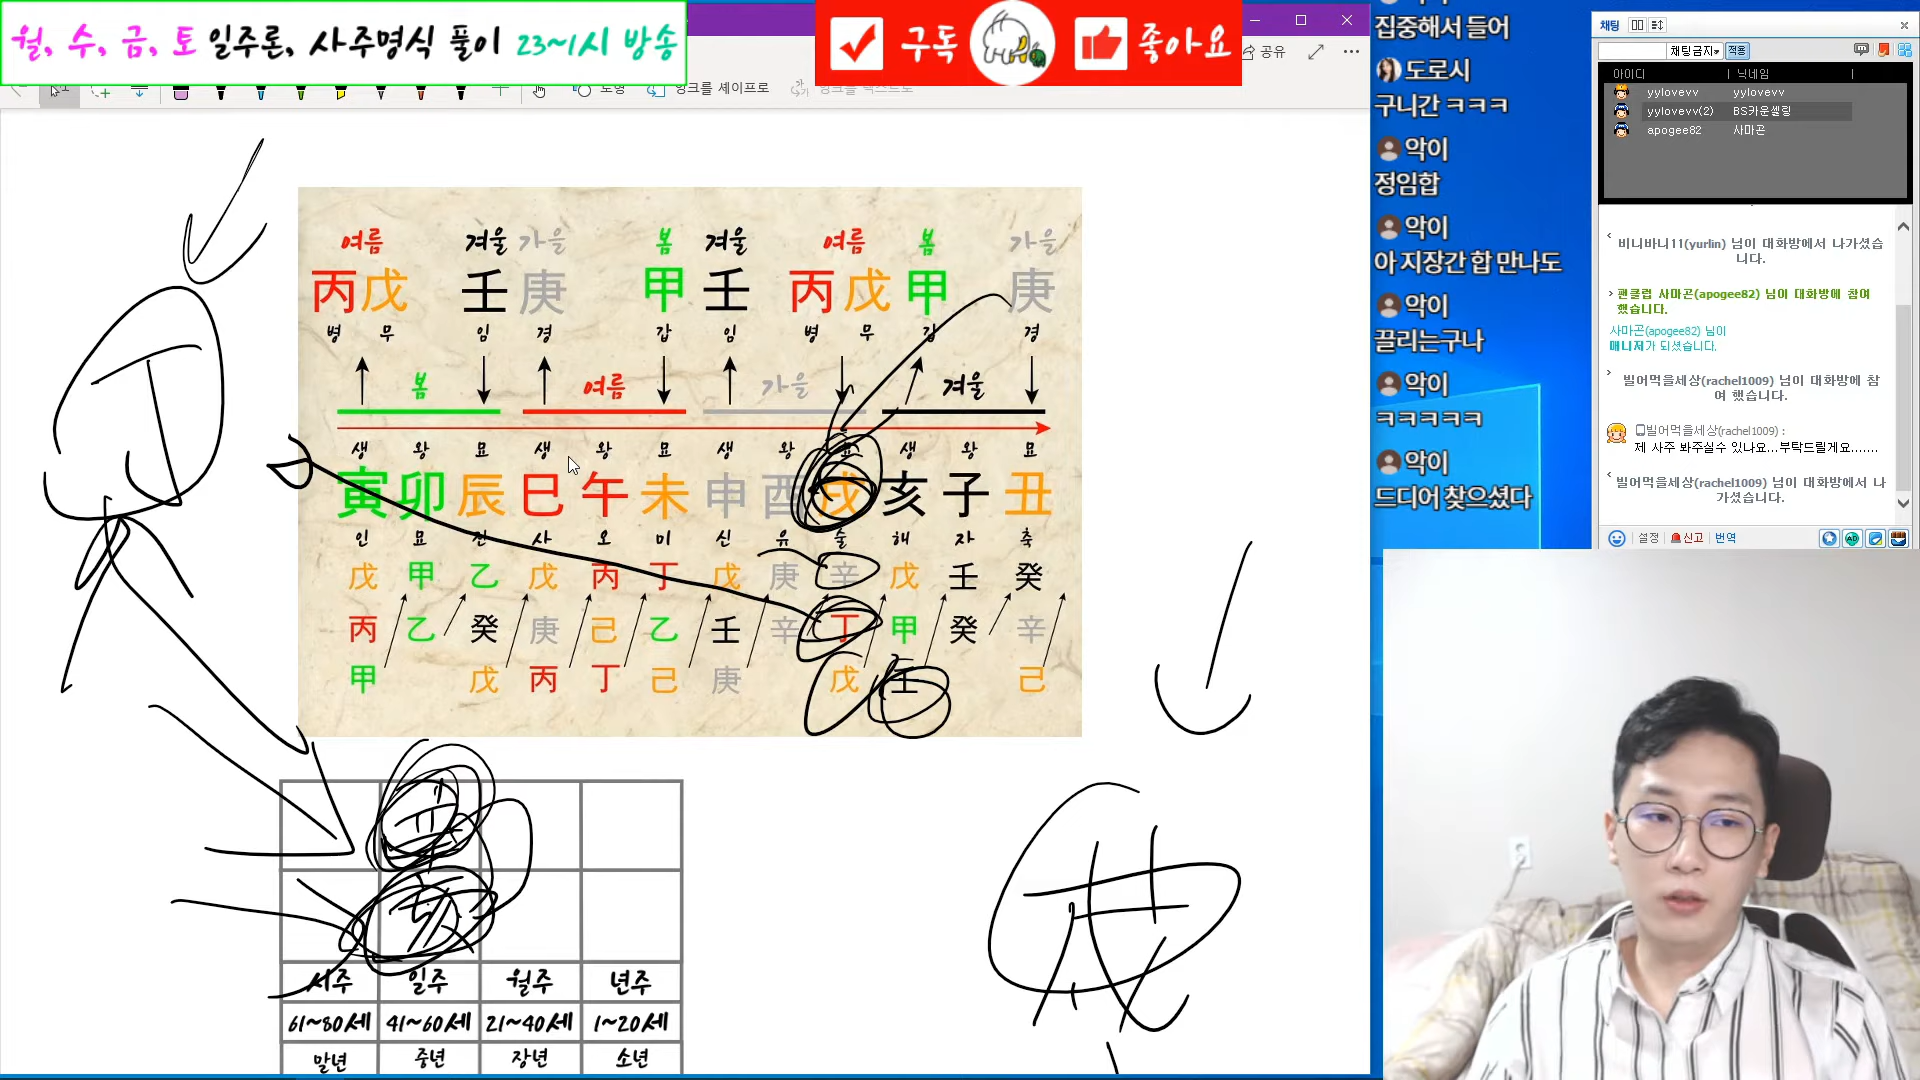 월, 수, 금, 토 일주론, 사주명식 풀이 23~1시 방송
구독
좋아요
공유
도형
잉크를 셰이프로
여름 겨울 가을 봄 겨울 여름 봄 가을
丙 戊 壬 庚 甲 壬 丙 戊 甲 庚
병 무 임 경 갑 임 병 무 갑 경
봄 여름 가을 겨울
생 왕 묘 생 왕 묘 생 왕 묘 생 왕 묘
寅 卯 辰 巳 午 未 申 酉 戌 亥 子 丑
인 묘 진 사 오 미 신 유 술 해 자 축
戊 甲 乙 戊 丙 丁 戊 庚 辛 戊 壬 癸
丙 乙 癸 庚 己 乙 壬 辛 丁 甲 癸 辛
甲 戊 丙 丁 己 庚 戊 壬 己
시주 일주 월주 년주
61~80세 41~60세 21~40세 1~20세
말년 중년 장년 소년
집중해서 들어
도로시
구니간 ㅋㅋㅋ
악이
정임합
악이
아 지장간 합 만나도
악이
끌리는구나
악이
ㅋㅋㅋㅋㅋ
악이
드디어 찾으셨다
채팅
채팅금지 적용
아이디 닉네임
yylovevv yylovevv
yylovevv(2) BS카운셀링
apogee82 사마곤
비니바니11(yurlin) 님이 대화방에서 나가셨습
니다.
팬클럽 사마곤(apogee82) 님이 대화방에 참여
했습니다.
사마곤(apogee82) 님이
매니저가 되셨습니다.
빌어먹을세상(rachel1009) 님이 대화방에 참
여 했습니다.
빌어먹을세상(rachel1009) :
제 사주 봐주실수 있나요...부탁드릴게요.......
빌어먹을세상(rachel1009) 님이 대화방에서 나
가셨습니다.
설정 신고 번역